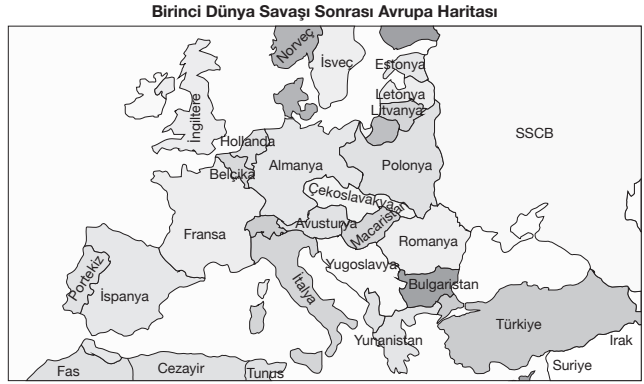 Birinci Dünya Savaşı Sonrası Avrupa Haritası
Norveç
İsveç
Estonya
Letonya
Litvanya
SSCB
İngiltere
Hollanda
Belçika
Almanya
Polonya
Çekoslavakya
Avusturya
Macaristan
Fransa
Romanya
Yugoslavya
Bulgaristan
Portekiz
İspanya
İtalya
Yunanistan
Türkiye
Irak
Suriye
Fas
Cezayir
Tunus